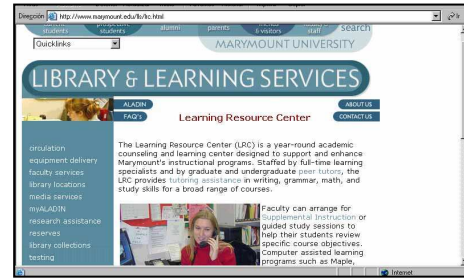 Dirección http://www.marymount.edu/lls/lrc.html Ir
students students alumni parents li visitors staff search
Quicklinks
MARYMOUNT UNIVERSITY
LIBRARY & LEARNING SERVICES
ALADIN ABOUT US
FAQ's Learning Resource Center CONTACT US
circulation
equipment delivery
faculty services
library locations
media services
myALADIN
research assistance
reserves
library collections
testing
The Learning Resource Center (LRC) is a year-round academic
counseling and learning center designed to support and enhance
Marymount's instructional programs. Staffed by full-time learning
specialists and by graduate and undergraduate peer tutors, the
LRC provides tutoring assistance in writing, grammar, math, and
study skills for a broad range of courses.
Faculty can arrange for
Supplemental Instruction or
guided study sessions to
help their students review
specific course objectives.
Computer assisted learning
programs such as Maple,
Internet